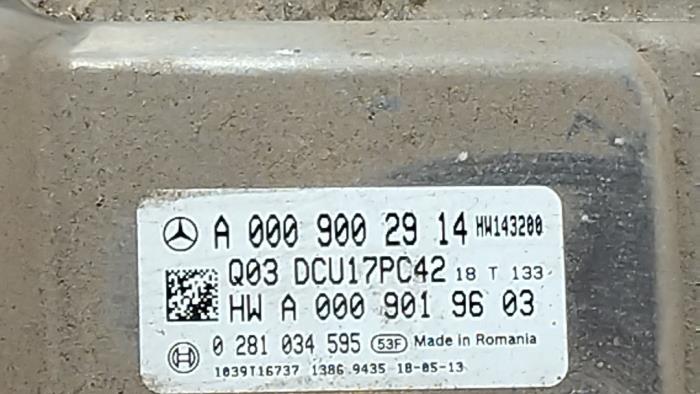 A 000 900 29 14 HW143200
Q03 DCU17PC42 18 T 133
HW A 000 901 96 03
0 281 034 595 53F Made in Romania
1039T16737 1386.9435 18-05-13